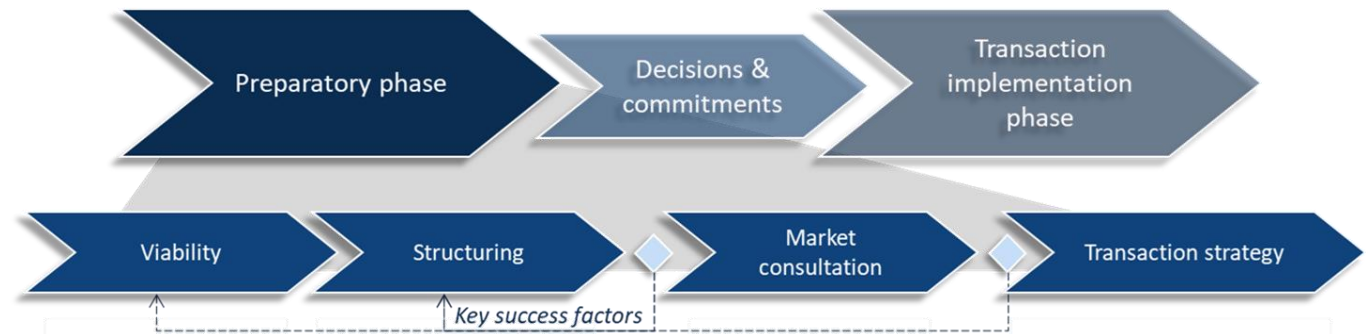 Preparatory phase
Decisions &
commitments
Transaction
implementation
phase
Viability
Structuring
Market
consultation
Transaction strategy
Key success factors